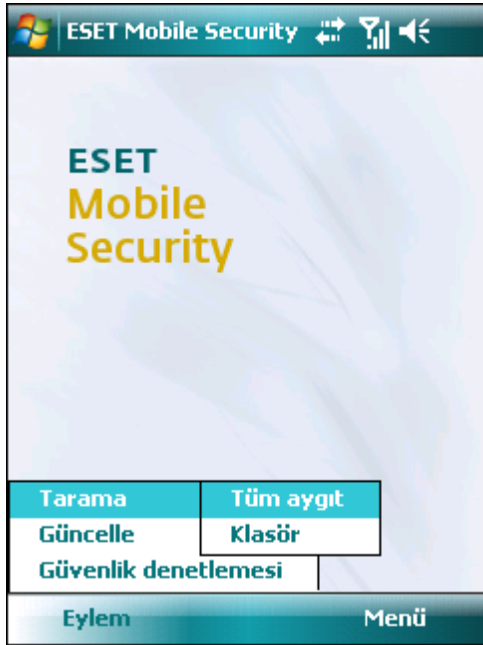 ESET Mobile Security
ESET
Mobile
Security
Tarama
Tüm aygıt
Güncelle
Klasör
Güvenlik denetlemesi
Eylem
Menü